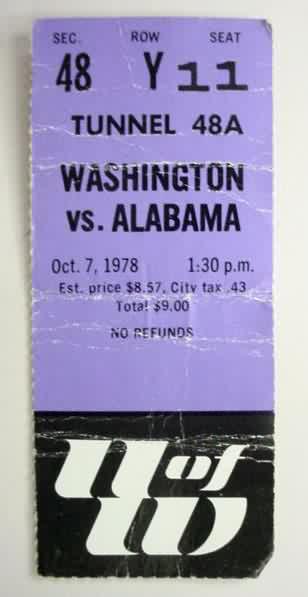 SEC. ROW SEAT
48 Y 11
TUNNEL 48A
WASHINGTON
vs. ALABAMA
Oct. 7, 1978 1:30 p.m.
Est. price $8.57, City tax .43
Total $9.00
NO REFUNDS
U of W